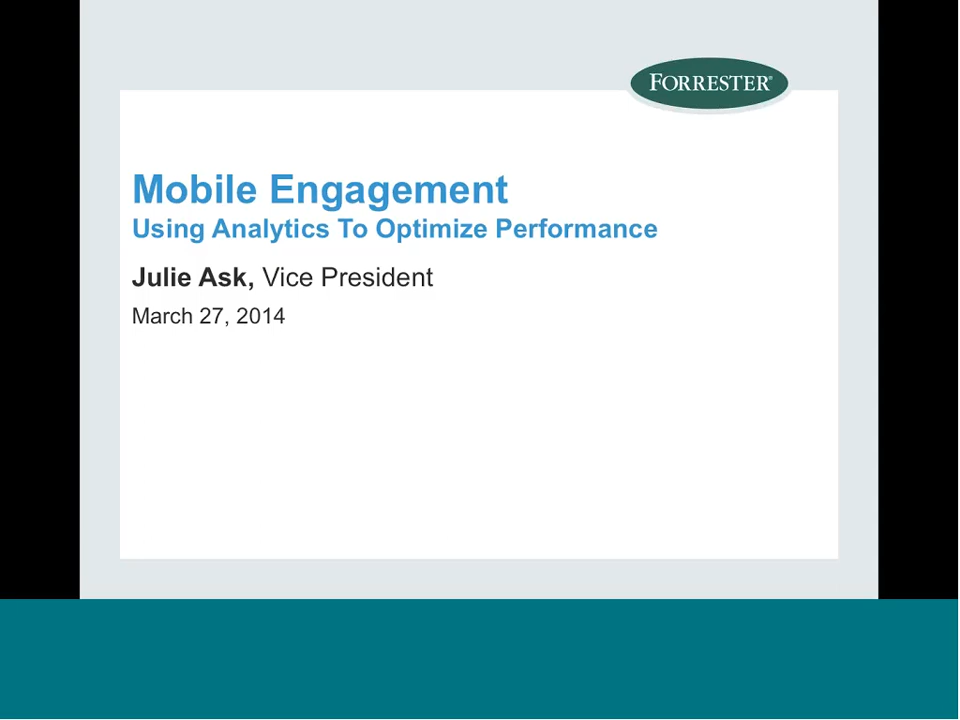 FORRESTER®
Mobile Engagement
Using Analytics To Optimize Performance
Julie Ask, Vice President
March 27, 2014